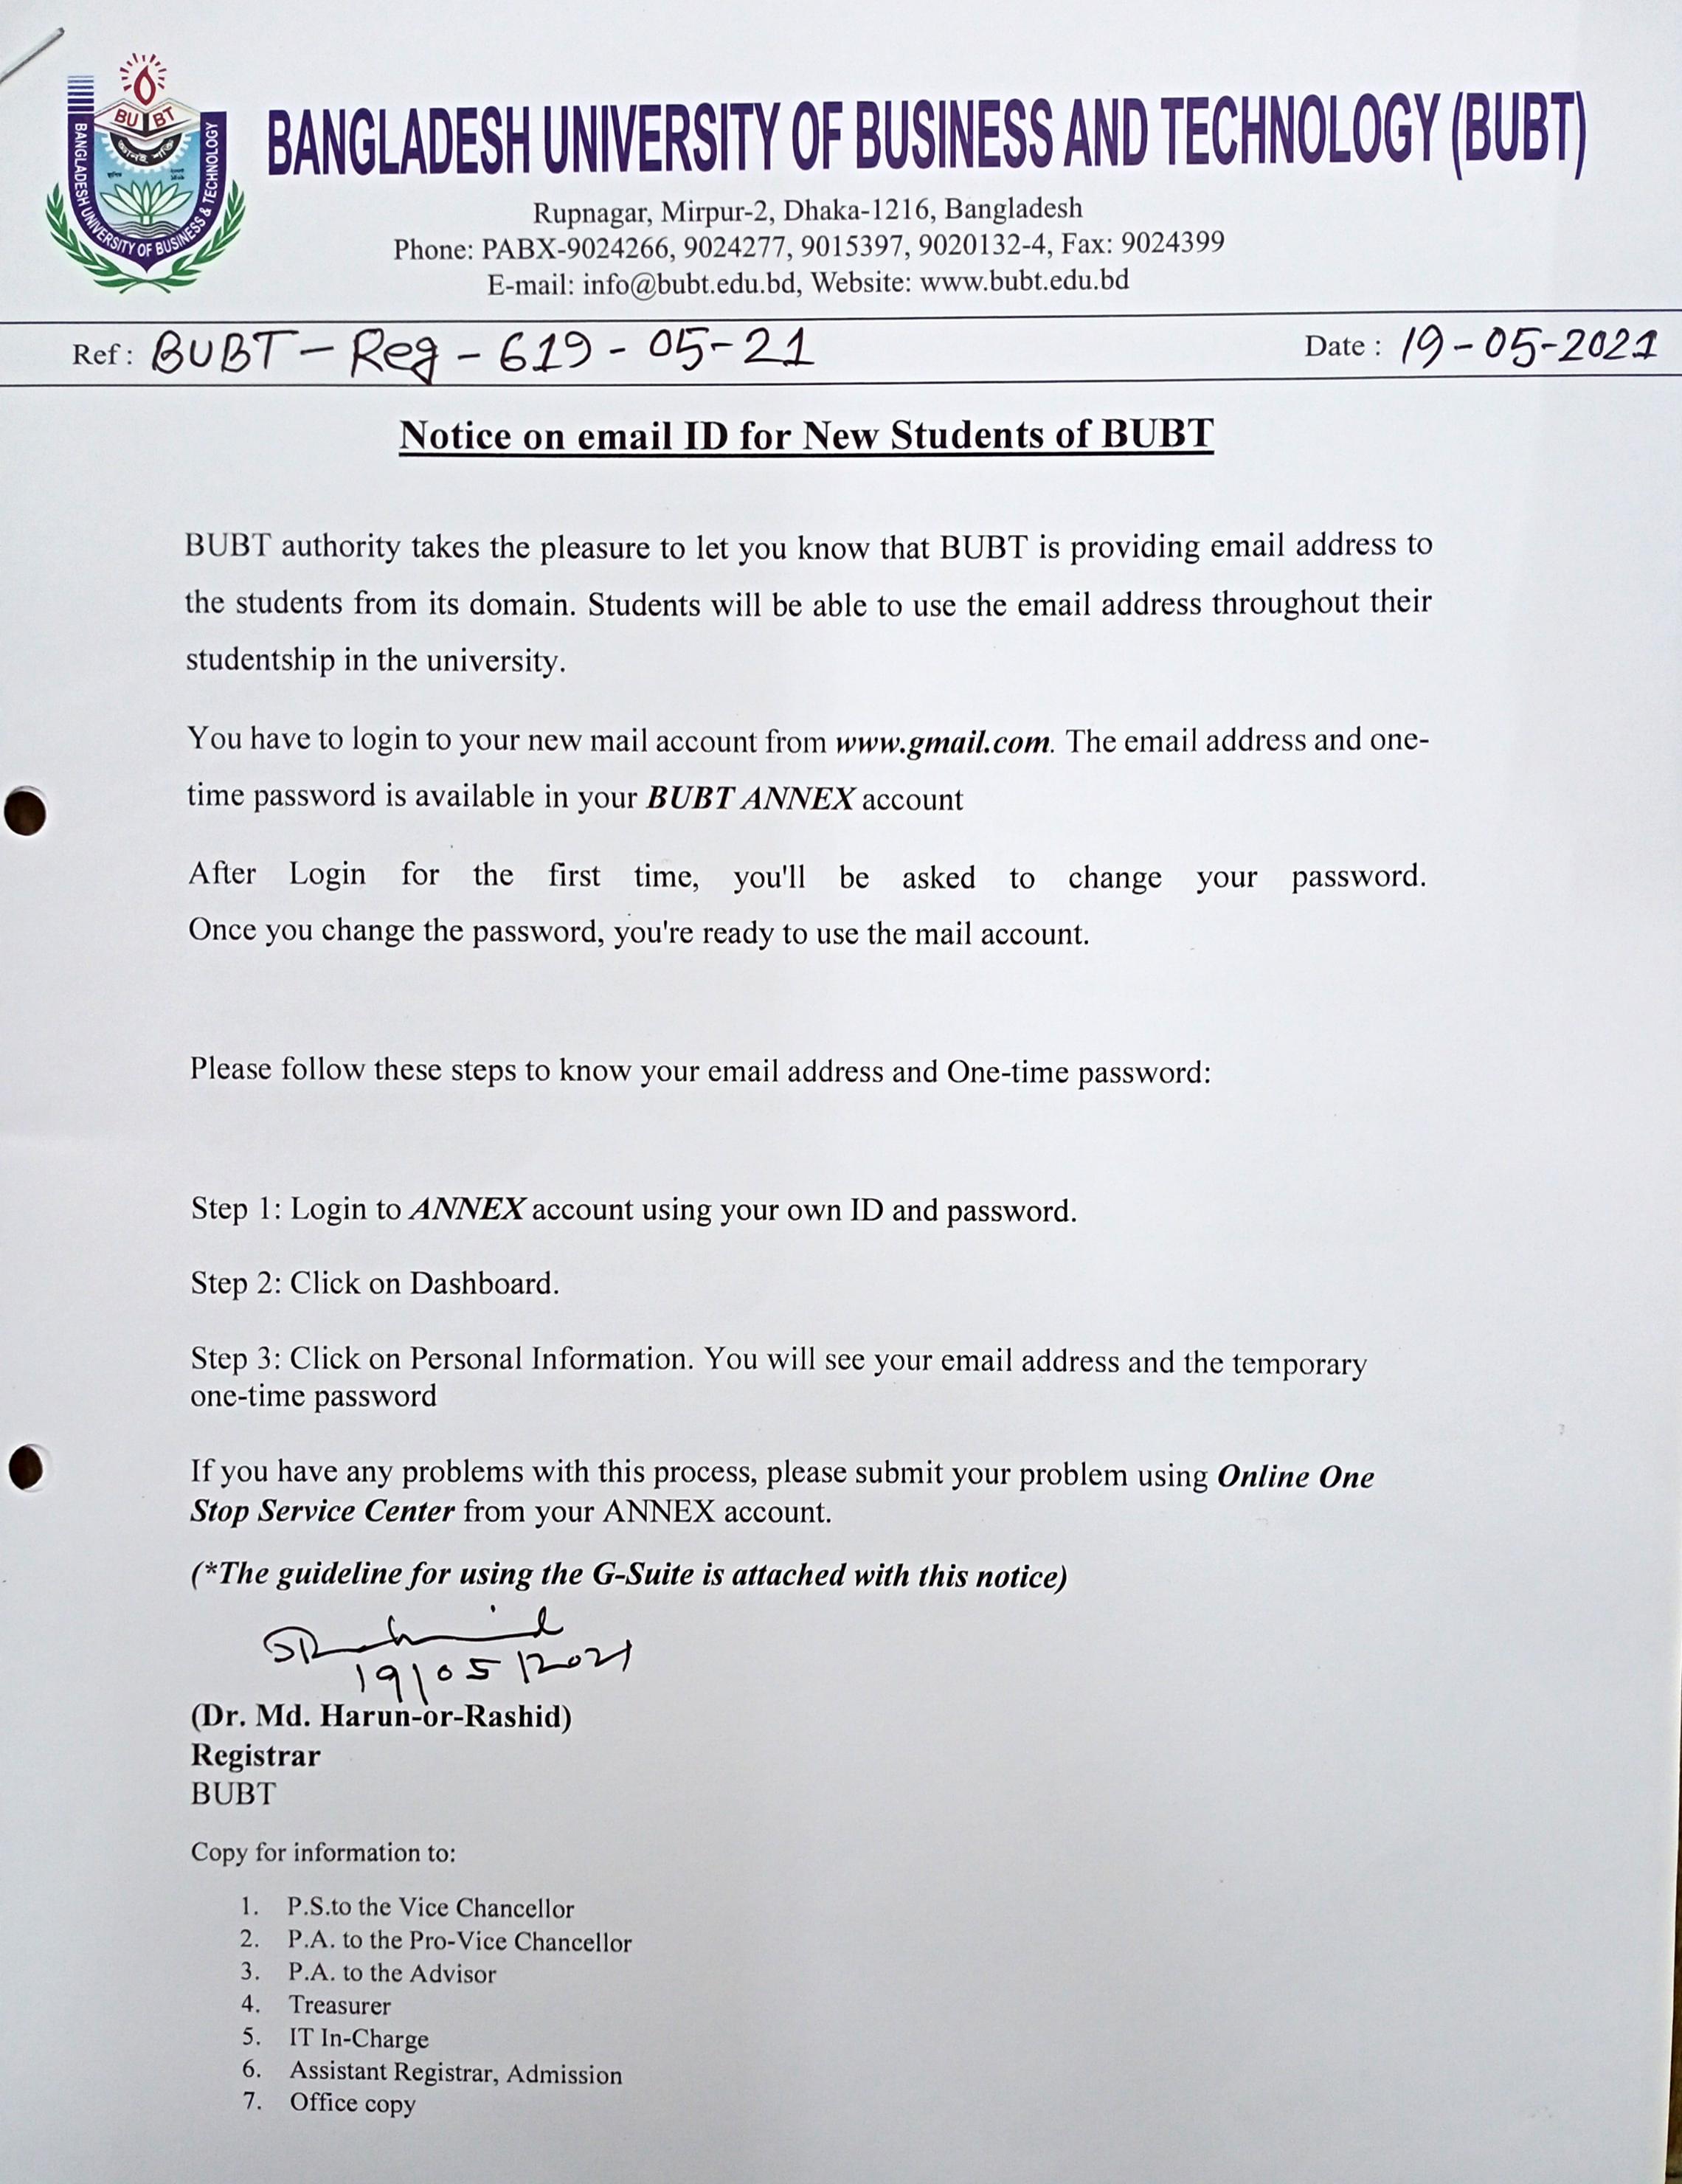 BU BT
BANGLADESH UNIVERSITY OF BUSINESS & TECHNOLOGY
BANGLADESH UNIVERSITY OF BUSINESS AND TECHNOLOGY (BUBT)
Rupnagar, Mirpur-2, Dhaka-1216, Bangladesh
Phone: PABX-9024266, 9024277, 9015397, 9020132-4, Fax: 9024399
E-mail: info@bubt.edu.bd, Website: www.bubt.edu.bd
Ref : BUBT - Reg - 619 - 05-21 Date : 19-05-2021
Notice on email ID for New Students of BUBT
BUBT authority takes the pleasure to let you know that BUBT is providing email address to
the students from its domain. Students will be able to use the email address throughout their
studentship in the university.
You have to login to your new mail account from www.gmail.com. The email address and one-
time password is available in your BUBT ANNEX account
After Login for the first time, you'll be asked to change your password.
Once you change the password, you're ready to use the mail account.
Please follow these steps to know your email address and One-time password:
Step 1: Login to ANNEX account using your own ID and password.
Step 2: Click on Dashboard.
Step 3: Click on Personal Information. You will see your email address and the temporary
one-time password
If you have any problems with this process, please submit your problem using Online One
Stop Service Center from your ANNEX account.
(*The guideline for using the G-Suite is attached with this notice)
19/05/2021
(Dr. Md. Harun-or-Rashid)
Registrar
BUBT
Copy for information to:
1. P.S.to the Vice Chancellor
2. P.A. to the Pro-Vice Chancellor
3. P.A. to the Advisor
4. Treasurer
5. IT In-Charge
6. Assistant Registrar, Admission
7. Office copy